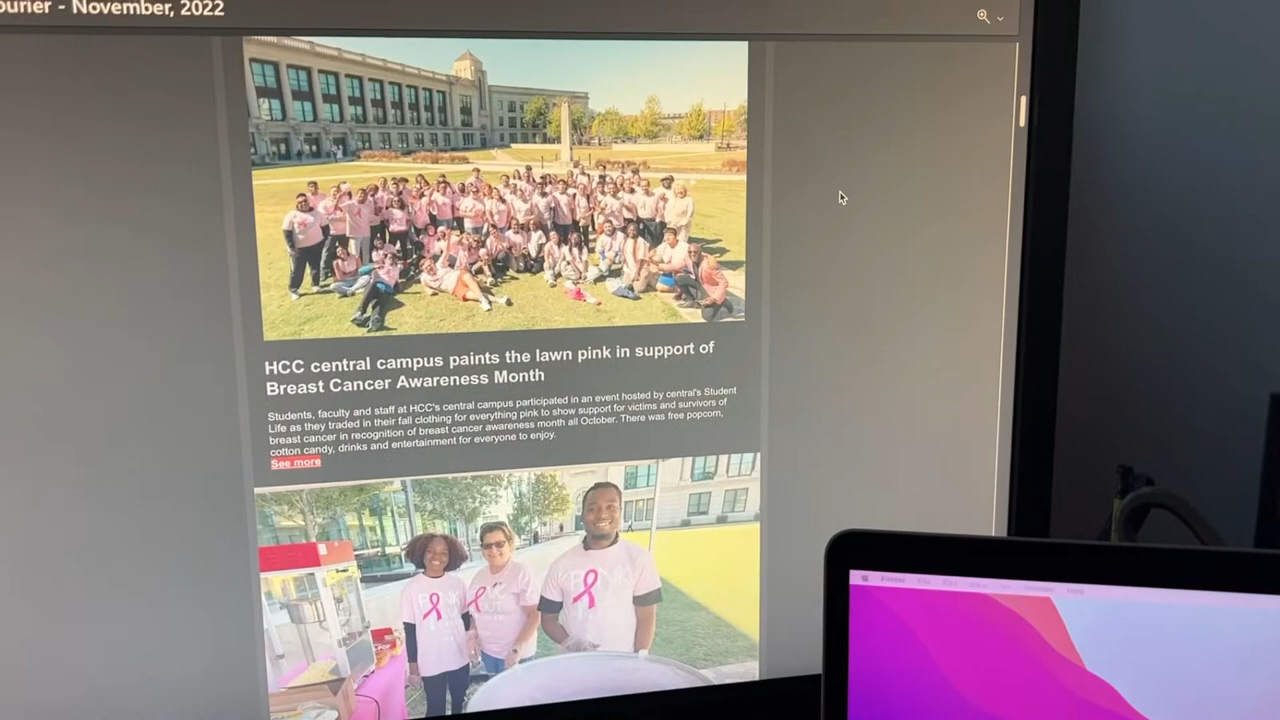 ourier - November, 2022
HCC central campus paints the lawn pink in support of
Breast Cancer Awareness Month
Students, faculty and staff at HCC's central campus participated in an event hosted by central's Student
Life as they traded in their fall clothing for everything pink to show support for victims and survivors of
breast cancer in recognition of breast cancer awareness month all October. There was free popcorn,
cotton candy, drinks and entertainment for everyone to enjoy.
See more
Finder